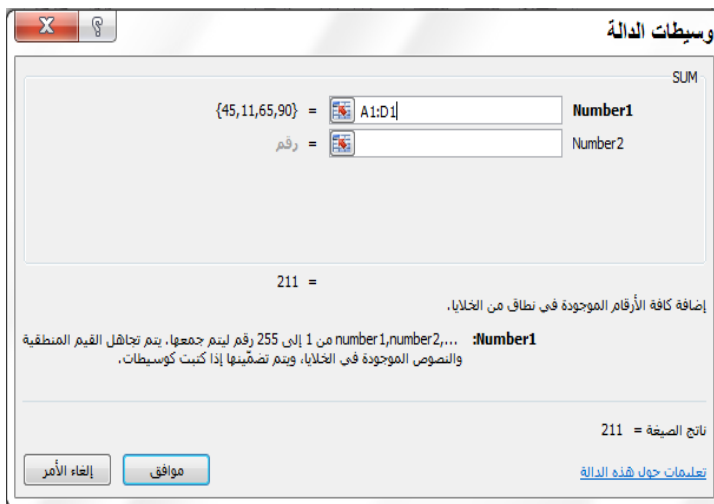 وسيطات الدالة
SUM
Number1 A1:D1 = {45,11,65,90}
Number2 = رقم
= 211
إضافة كافة الأرقام الموجودة في نطاق من الخلايا.
Number1: number1,number2,... من 1 إلى 255 رقم ليتم جمعها. يتم تجاهل القيم المنطقية
والنصوص الموجودة في الخلايا، ويتم تضمّينها إذا كتبت كوسيطات.
ناتج الصيغة = 211
تعليمات حول هذه الدالة
موافق
إلغاء الأمر